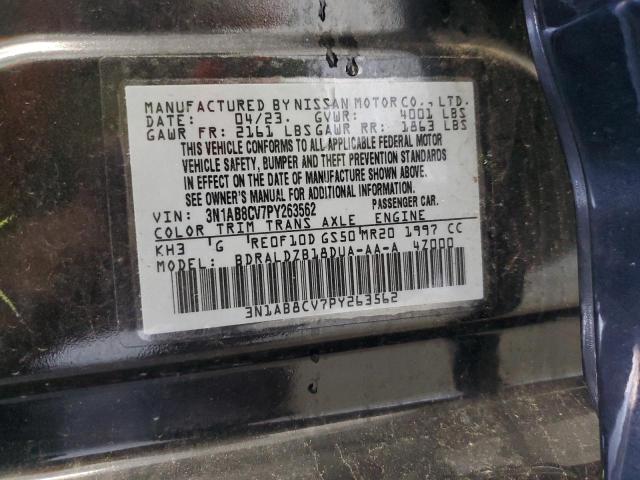 MANUFACTURED BY NISSAN MOTOR CO., LTD.
DATE: 04/23. GVWR: 4001 LBS
GAWR FR: 2161 LBS GAWR RR: 1863 LBS
THIS VEHICLE CONFORMS TO ALL APPLICABLE FEDERAL MOTOR
VEHICLE SAFETY, BUMPER AND THEFT PREVENTION STANDARDS
IN EFFECT ON THE DATE OF MANUFACTURE SHOWN ABOVE.
SEE OWNER'S MANUAL FOR ADDITIONAL INFORMATION.
VIN: 3N1AB8CV7PY263562 PASSENGER CAR.
COLOR TRIM TRANS AXLE ENGINE
KH3 G RE0F10D GS50 MR20 1997 CC
MODEL: BDRALDZB18DUA-AA-A 4Z000
3N1AB8CV7PY263562